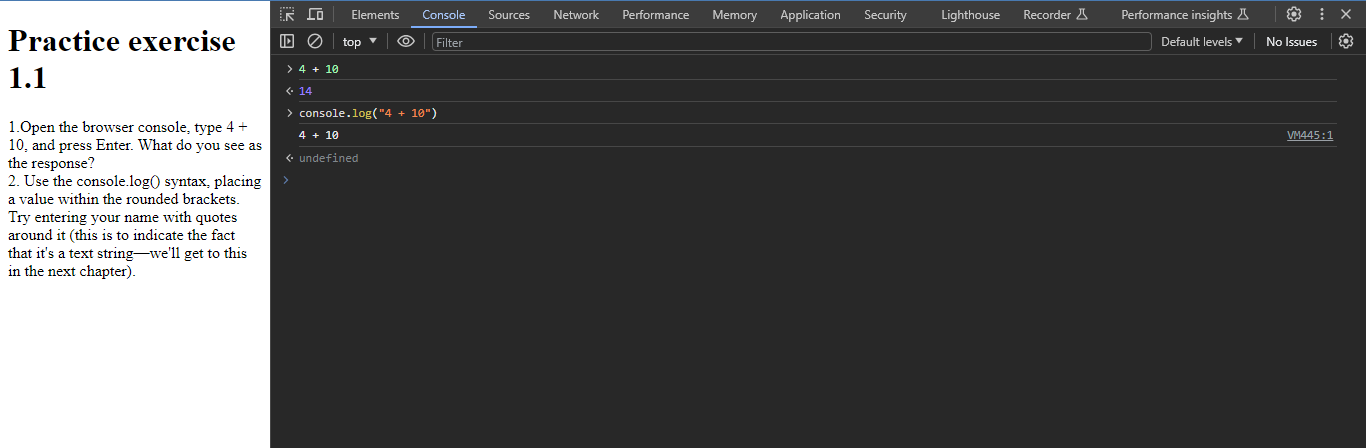 Practice exercise
1.1
1.Open the browser console, type 4 +
10, and press Enter. What do you see as
the response?
2. Use the console.log() syntax, placing
a value within the rounded brackets.
Try entering your name with quotes
around it (this is to indicate the fact
that it's a text string—we'll get to this
in the next chapter).
Elements Console Sources Network Performance Memory Application Security Lighthouse Recorder Performance insights
top Filter Default levels No Issues
4 + 10
14
console.log("4 + 10")
4 + 10 VM445:1
undefined